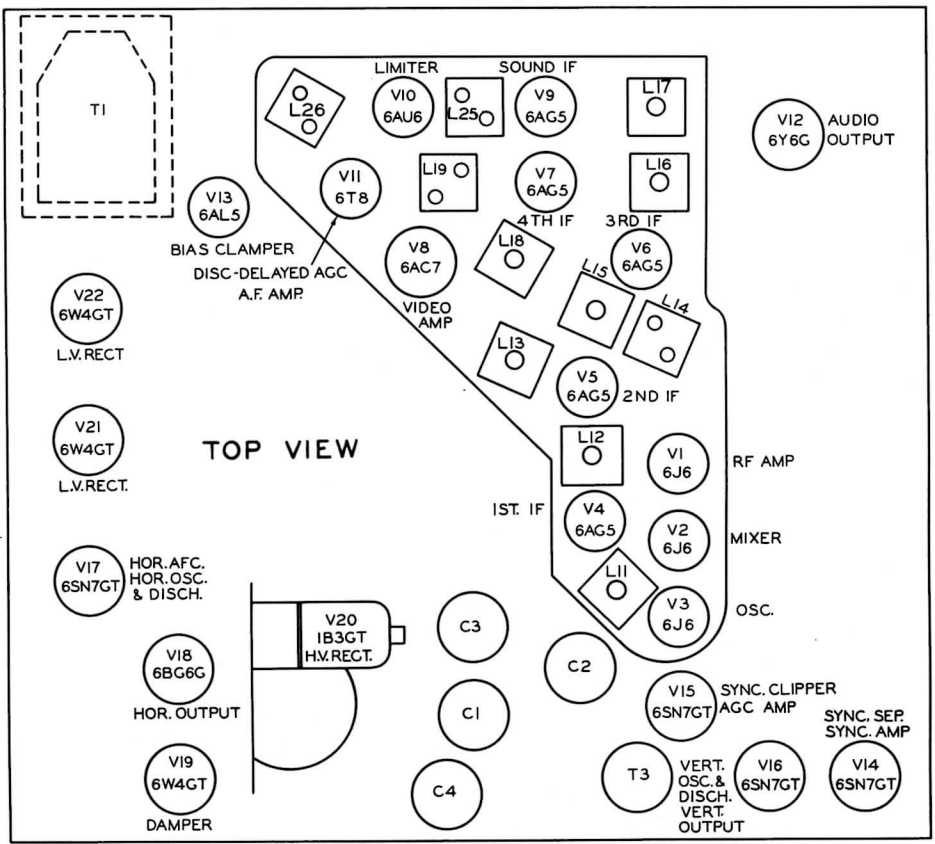 T1
LIMITER
V10
6AU6
L26
L25
SOUND IF
V9
6AG5
L17
V12
6Y6G
AUDIO
OUTPUT
V11
6T8
L19
V7
6AG5
L16
V13
6AL5
BIAS CLAMPER
DISC-DELAYED AGC
A.F. AMP.
4TH IF
3RD IF
V8
6AC7
VIDEO
AMP
L18
V6
6AG5
L15
L14
V22
6W4GT
L.V. RECT
L13
V5
6AG5
2ND IF
V21
6W4GT
L.V. RECT.
TOP VIEW
L12
V1
6J6
RF AMP
1ST. IF
V4
6AG5
V2
6J6
MIXER
V17
6SN7GT
HOR. AFC.
HOR. OSC.
& DISCH.
L11
V3
6J6
OSC.
V20
1B3GT
H.V. RECT.
C3
C2
V18
6BG6G
HOR. OUTPUT
C1
V15
6SN7GT
SYNC. CLIPPER
AGC AMP
V19
6W4GT
DAMPER
C4
T3
VERT.
OSC. &
DISCH.
VERT.
OUTPUT
V16
6SN7GT
SYNC. SEP.
SYNC. AMP
V14
6SN7GT